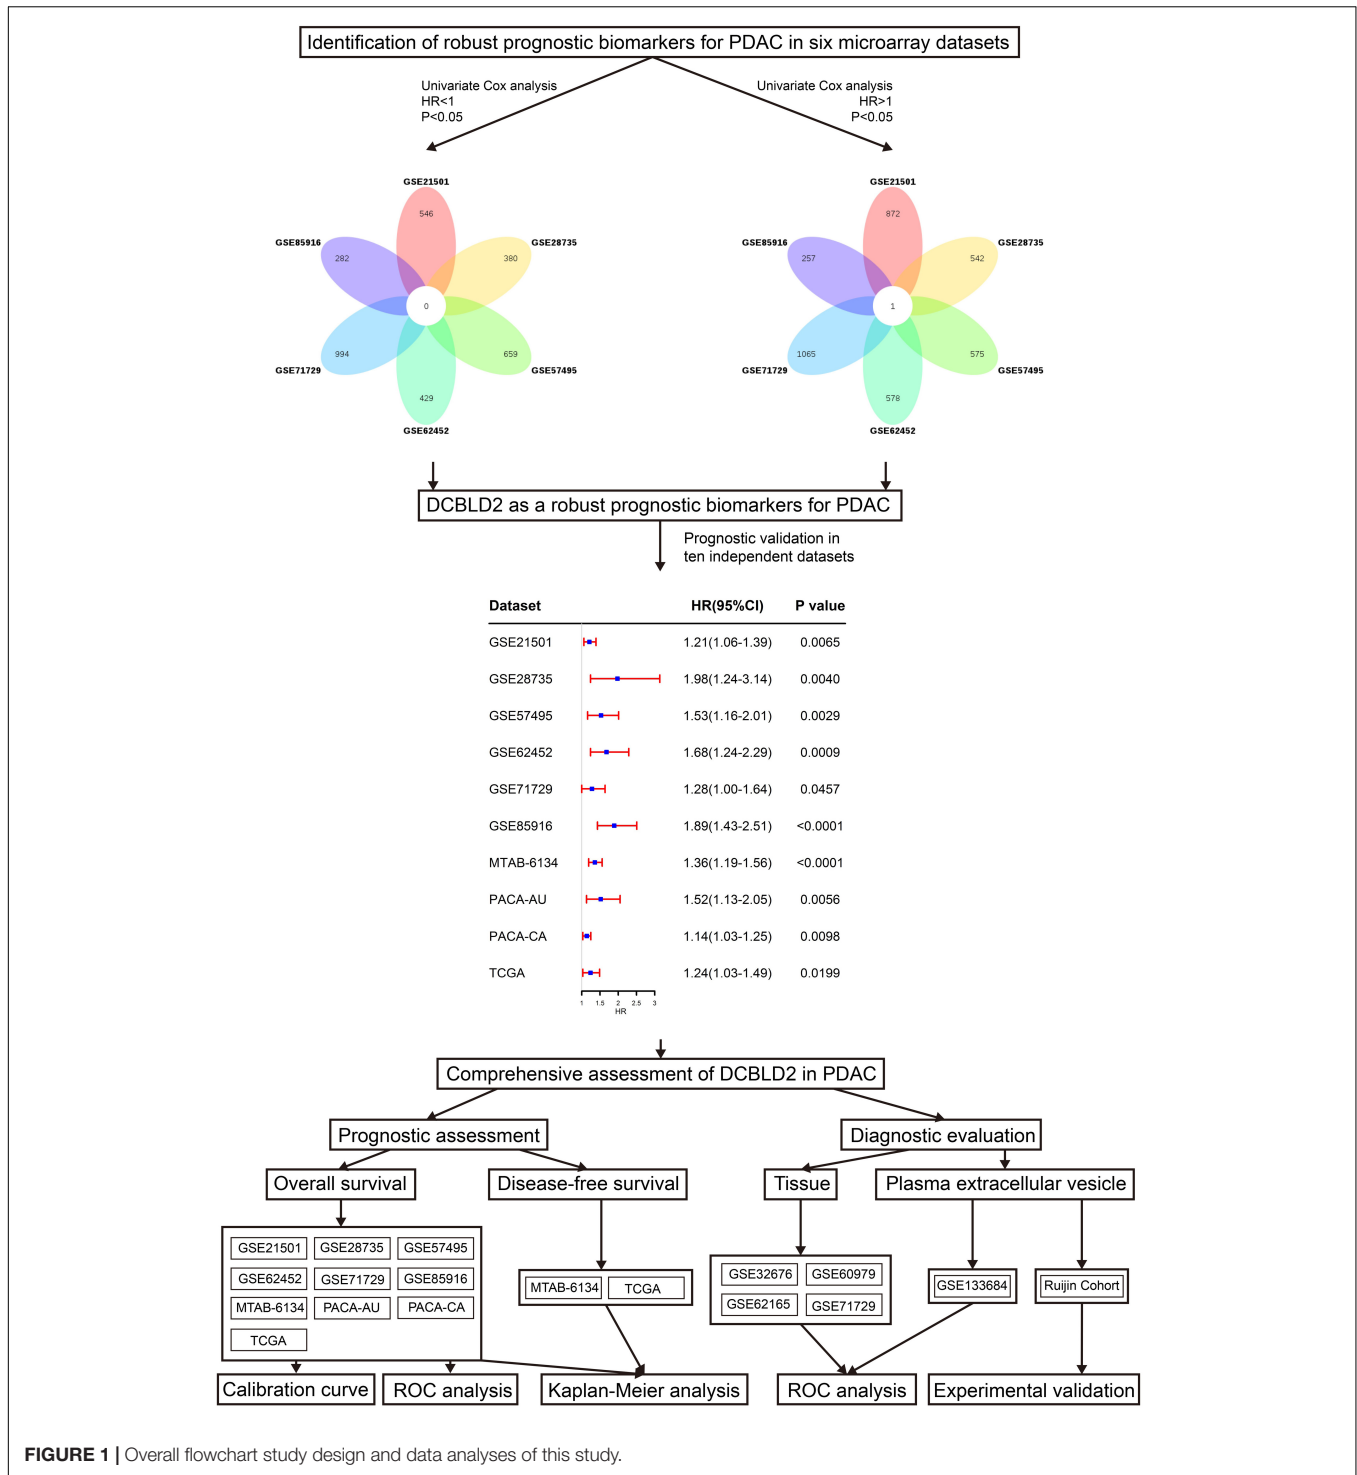 Identification of robust prognostic biomarkers for PDAC in six microarray datasets
Univariate Cox analysis
HR<1
P<0.05
Univariate Cox analysis
HR>1
P<0.05
GSE21501
546
GSE85916
282
GSE28735
380
0
994
GSE71729
659
GSE57495
429
GSE62452
GSE21501
872
GSE85916
257
GSE28735
542
1
1065
GSE71729
575
GSE57495
578
GSE62452
DCBLD2 as a robust prognostic biomarkers for PDAC
Prognostic validation in
ten independent datasets
Dataset HR(95%CI) P value
GSE21501 1.21(1.06-1.39) 0.0065
GSE28735 1.98(1.24-3.14) 0.0040
GSE57495 1.53(1.16-2.01) 0.0029
GSE62452 1.68(1.24-2.29) 0.0009
GSE71729 1.28(1.00-1.64) 0.0457
GSE85916 1.89(1.43-2.51) <0.0001
MTAB-6134 1.36(1.19-1.56) <0.0001
PACA-AU 1.52(1.13-2.05) 0.0056
PACA-CA 1.14(1.03-1.25) 0.0098
TCGA 1.24(1.03-1.49) 0.0199
1 1.5 2 2.5 3
HR
Comprehensive assessment of DCBLD2 in PDAC
Prognostic assessment
Diagnostic evaluation
Overall survival
Disease-free survival
Tissue
Plasma extracellular vesicle
GSE21501 GSE28735 GSE57495
GSE62452 GSE71729 GSE85916
MTAB-6134 PACA-AU PACA-CA
TCGA
MTAB-6134 TCGA
GSE32676 GSE60979
GSE62165 GSE71729
GSE133684
Ruijin Cohort
Calibration curve
ROC analysis
Kaplan-Meier analysis
ROC analysis
Experimental validation
FIGURE 1 | Overall flowchart study design and data analyses of this study.